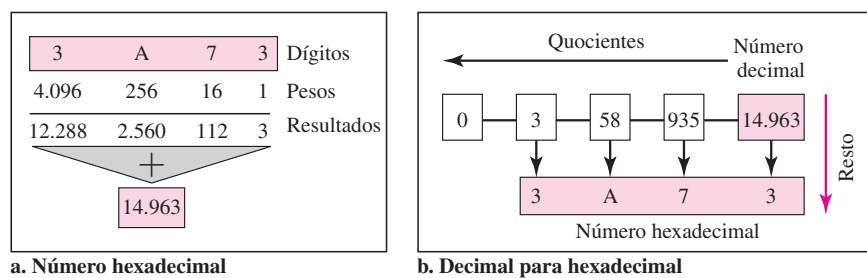 3 A 7 3 Dígitos
4.096 256 16 1 Pesos
12.288 2.560 112 3 Resultados
+
14.963
a. Número hexadecimal
Quocientes
Número
decimal
0 3 58 935 14.963
Resto
3 A 7 3
Número hexadecimal
b. Decimal para hexadecimal